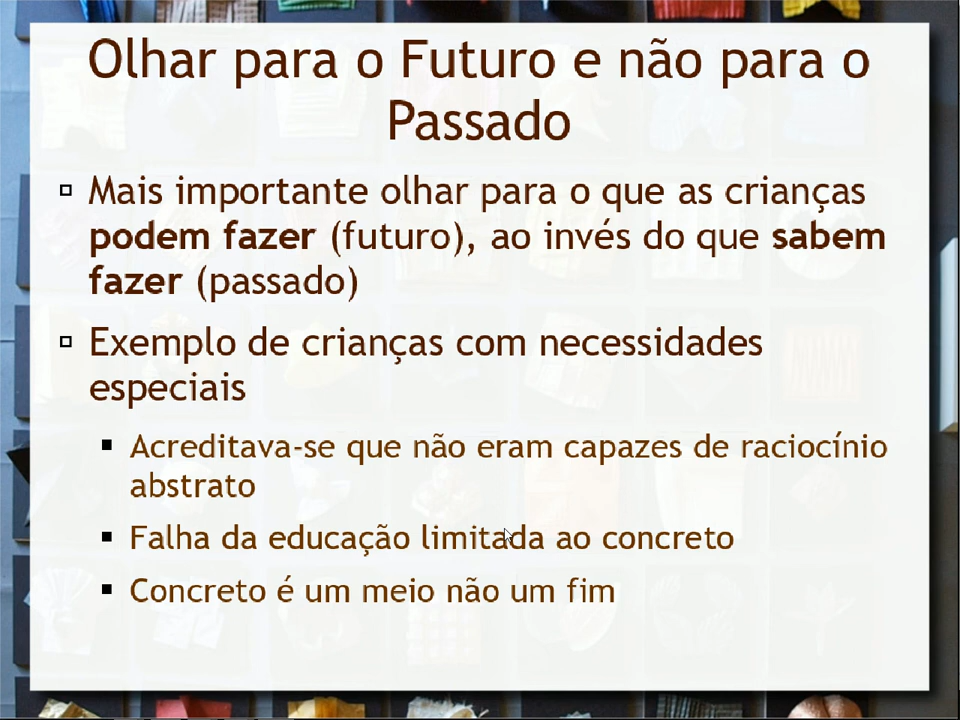 Olhar para o Futuro e não para o
Passado
Mais importante olhar para o que as crianças
podem fazer (futuro), ao invés do que sabem
fazer (passado)
Exemplo de crianças com necessidades
especiais
Acreditava-se que não eram capazes de raciocínio
abstrato
Falha da educação limitada ao concreto
Concreto é um meio não um fim